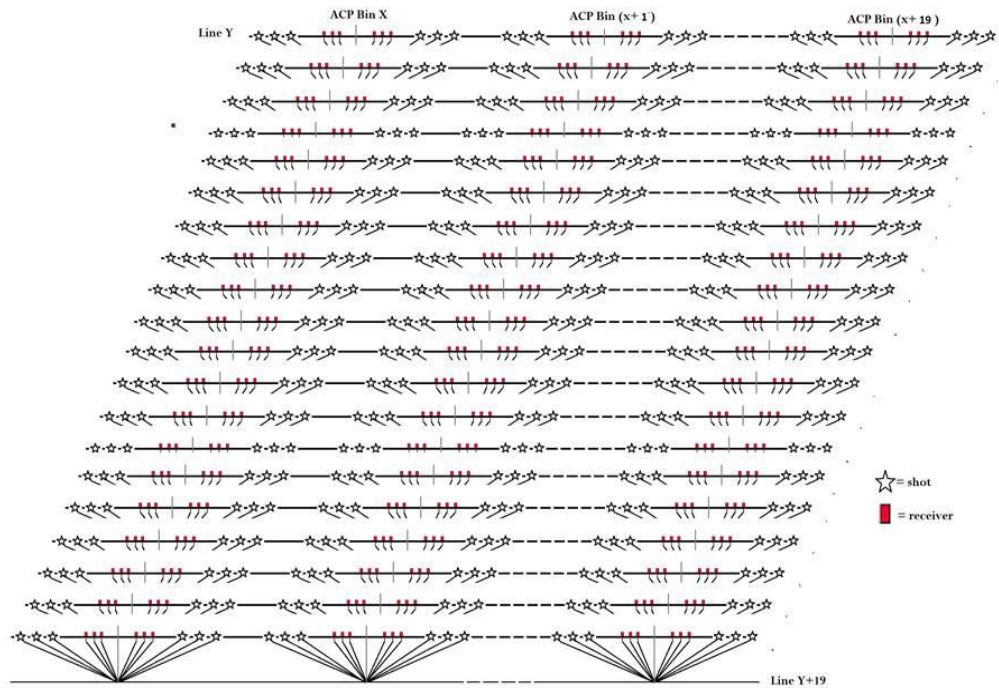 ACP Bin X
ACP Bin (x+ 1)
ACP Bin (x+ 19)
Line Y
= shot
= receiver
Line Y+19